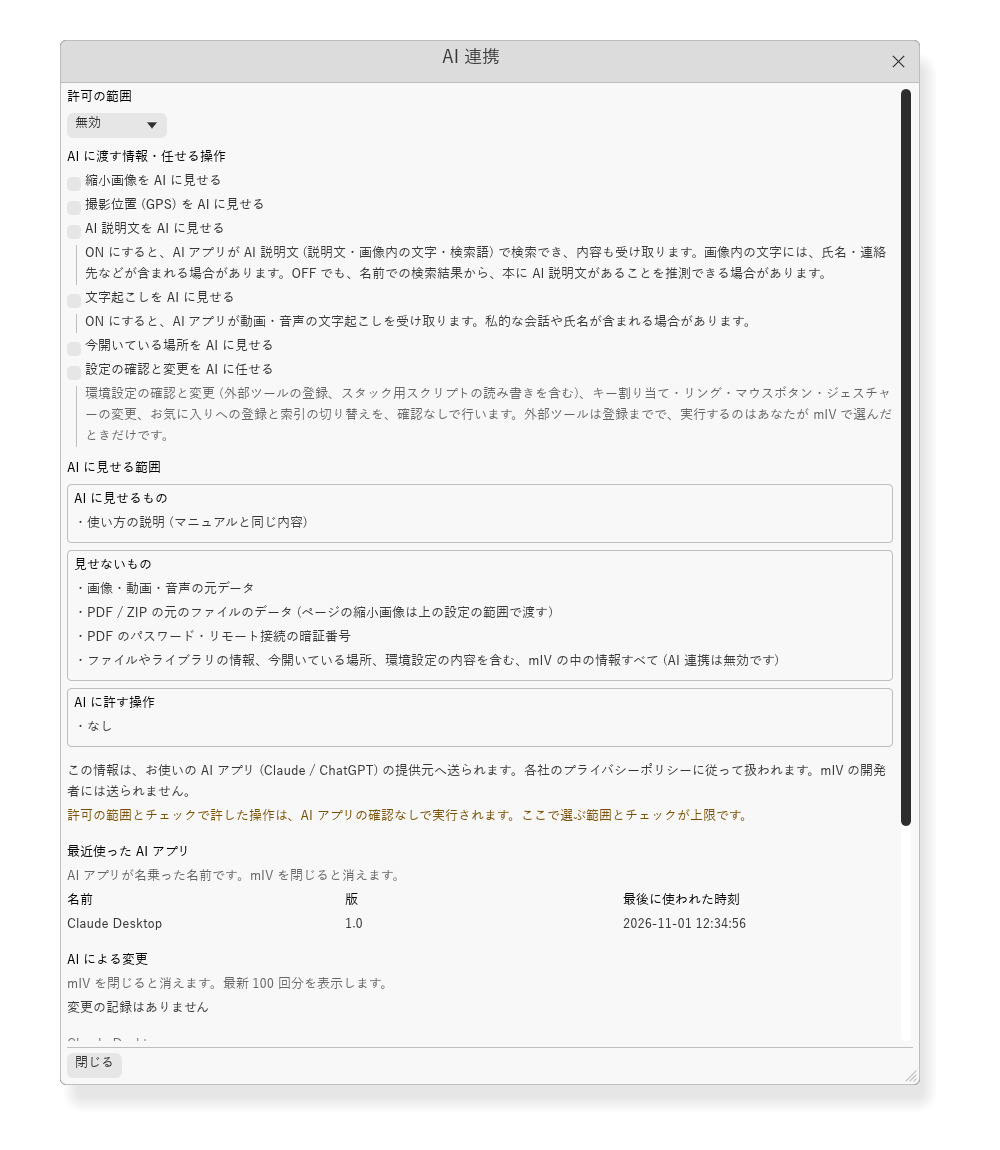 AI 連携
許可の範囲
無効
AI に渡す情報・任せる操作
縮小画像を AI に見せる
撮影位置 (GPS) を AI に見せる
AI 説明文を AI に見せる
ON にすると、AI アプリが AI 説明文 (説明文・画像内の文字・検索語) で検索でき、内容も受け取ります。画像内の文字には、氏名・連絡
先などが含まれる場合があります。OFF でも、名前での検索結果から、本に AI 説明文があることを推測できる場合があります。
文字起こしを AI に見せる
ON にすると、AI アプリが動画・音声の文字起こしを受け取ります。私的な会話や氏名が含まれる場合があります。
今開いている場所を AI に見せる
設定の確認と変更を AI に任せる
環境設定の確認と変更 (外部ツールの登録、スタック用スクリプトの読み書きを含む)、キー割り当て・リング・マウスボタン・ジェスチャ
ーの変更、お気に入りへの登録と索引の切り替えを、確認なしで行います。外部ツールは登録までで、実行するのはあなたが mIV で選んだ
ときだけです。
AI に見せる範囲
AI に見せるもの
・使い方の説明 (マニュアルと同じ内容)
見せないもの
・画像・動画・音声の元データ
・PDF / ZIP の元のファイルのデータ (ページの縮小画像は上の設定の範囲で渡す)
・PDF のパスワード・リモート接続の暗証番号
・ファイルやライブラリの情報、今開いている場所、環境設定の内容を含む、mIV の中の情報すべて (AI 連携は無効です)
AI に許す操作
・なし
この情報は、お使いの AI アプリ (Claude / ChatGPT) の提供元へ送られます。各社のプライバシーポリシーに従って扱われます。mIV の開発
者には送られません。
許可の範囲とチェックで許した操作は、AI アプリの確認なしで実行されます。ここで選ぶ範囲とチェックが上限です。
最近使った AI アプリ
AI アプリが名乗った名前です。mIV を閉じると消えます。
名前 版 最後に使われた時刻
Claude Desktop 1.0 2026-11-01 12:34:56
AI による変更
mIV を閉じると消えます。最新 100 回分を表示します。
変更の記録はありません
閉じる